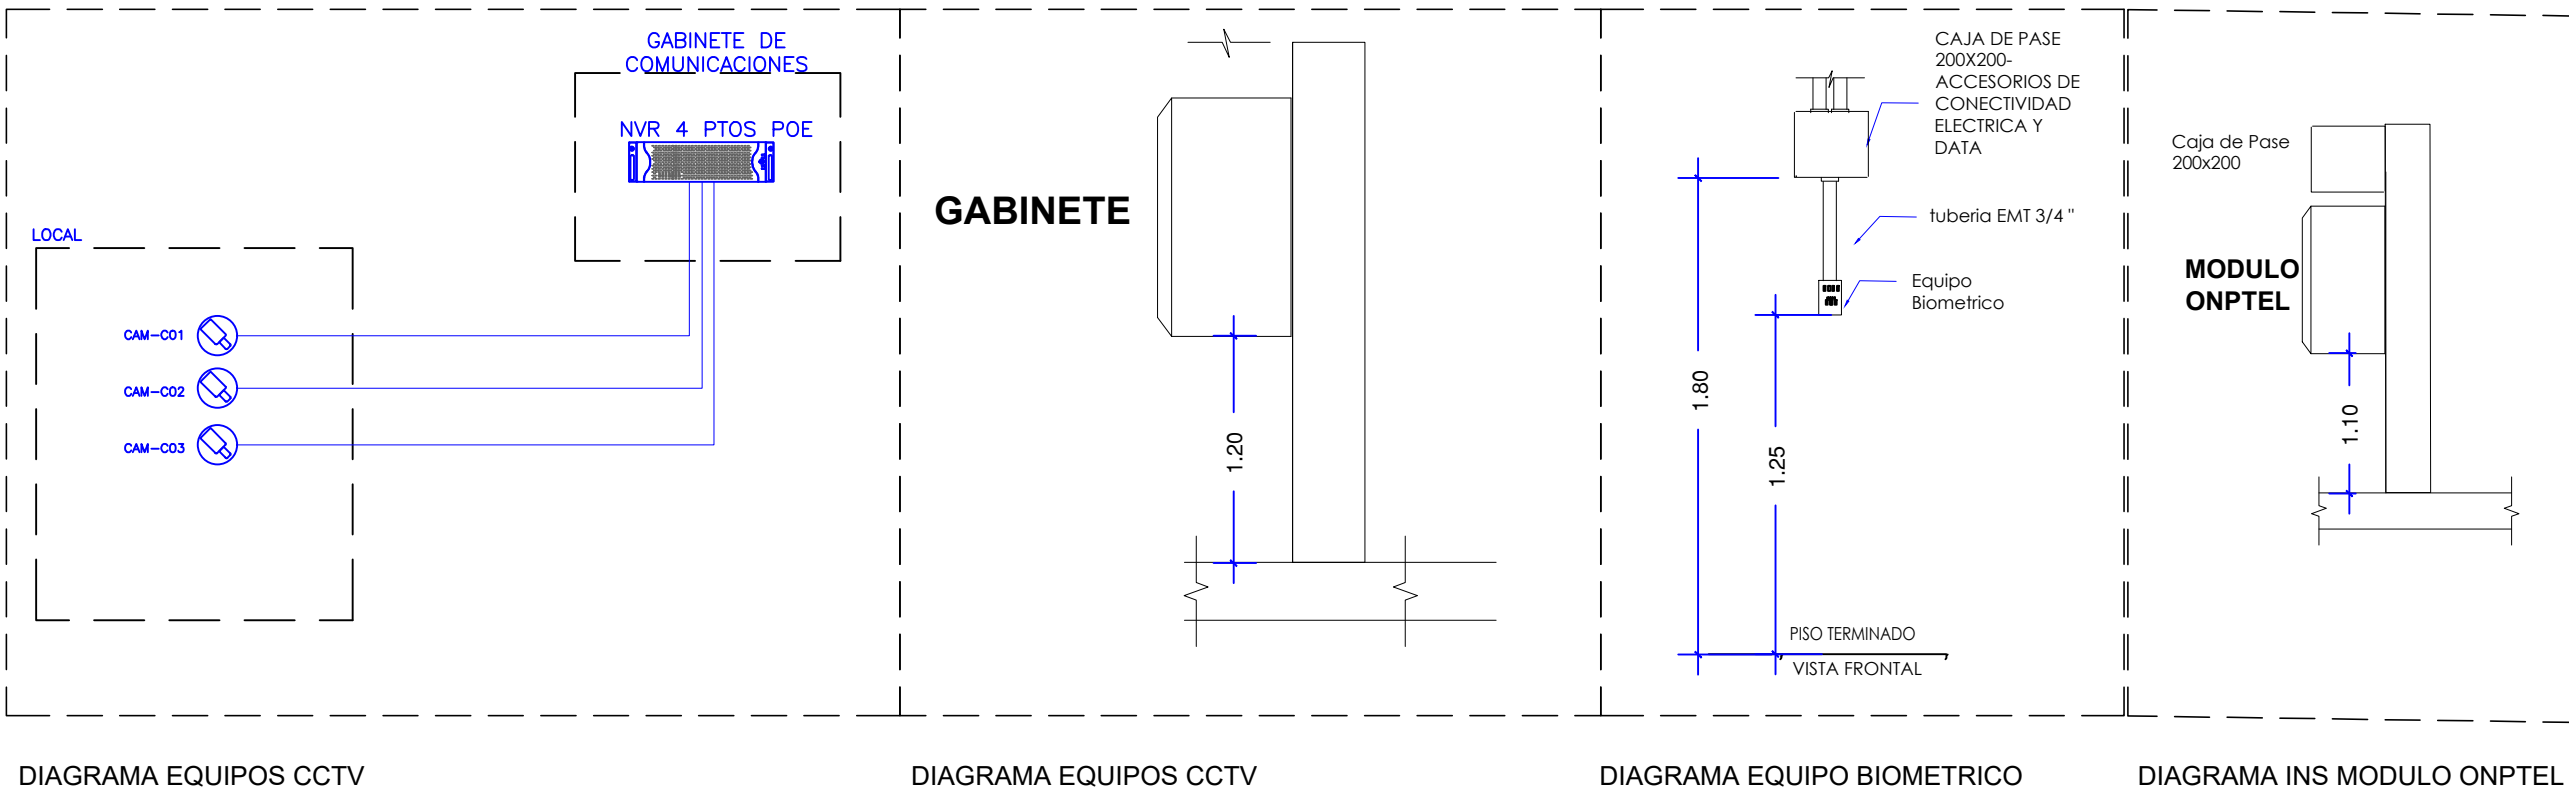 GABINETE DE
COMUNICACIONES
NVR 4 PTOS POE
LOCAL
CAM-C01
CAM-C02
CAM-C03
DIAGRAMA EQUIPOS CCTV
GABINETE
1.20
DIAGRAMA EQUIPOS CCTV
CAJA DE PASE
200X200-
ACCESORIOS DE
CONECTIVIDAD
ELECTRICA Y
DATA
tuberia EMT 3/4 "
Equipo
Biometrico
1.80
1.25
PISO TERMINADO
VISTA FRONTAL
DIAGRAMA EQUIPO BIOMETRICO
Caja de Pase
200x200
MODULO
ONPTEL
1.10
DIAGRAMA INS MODULO ONPTEL